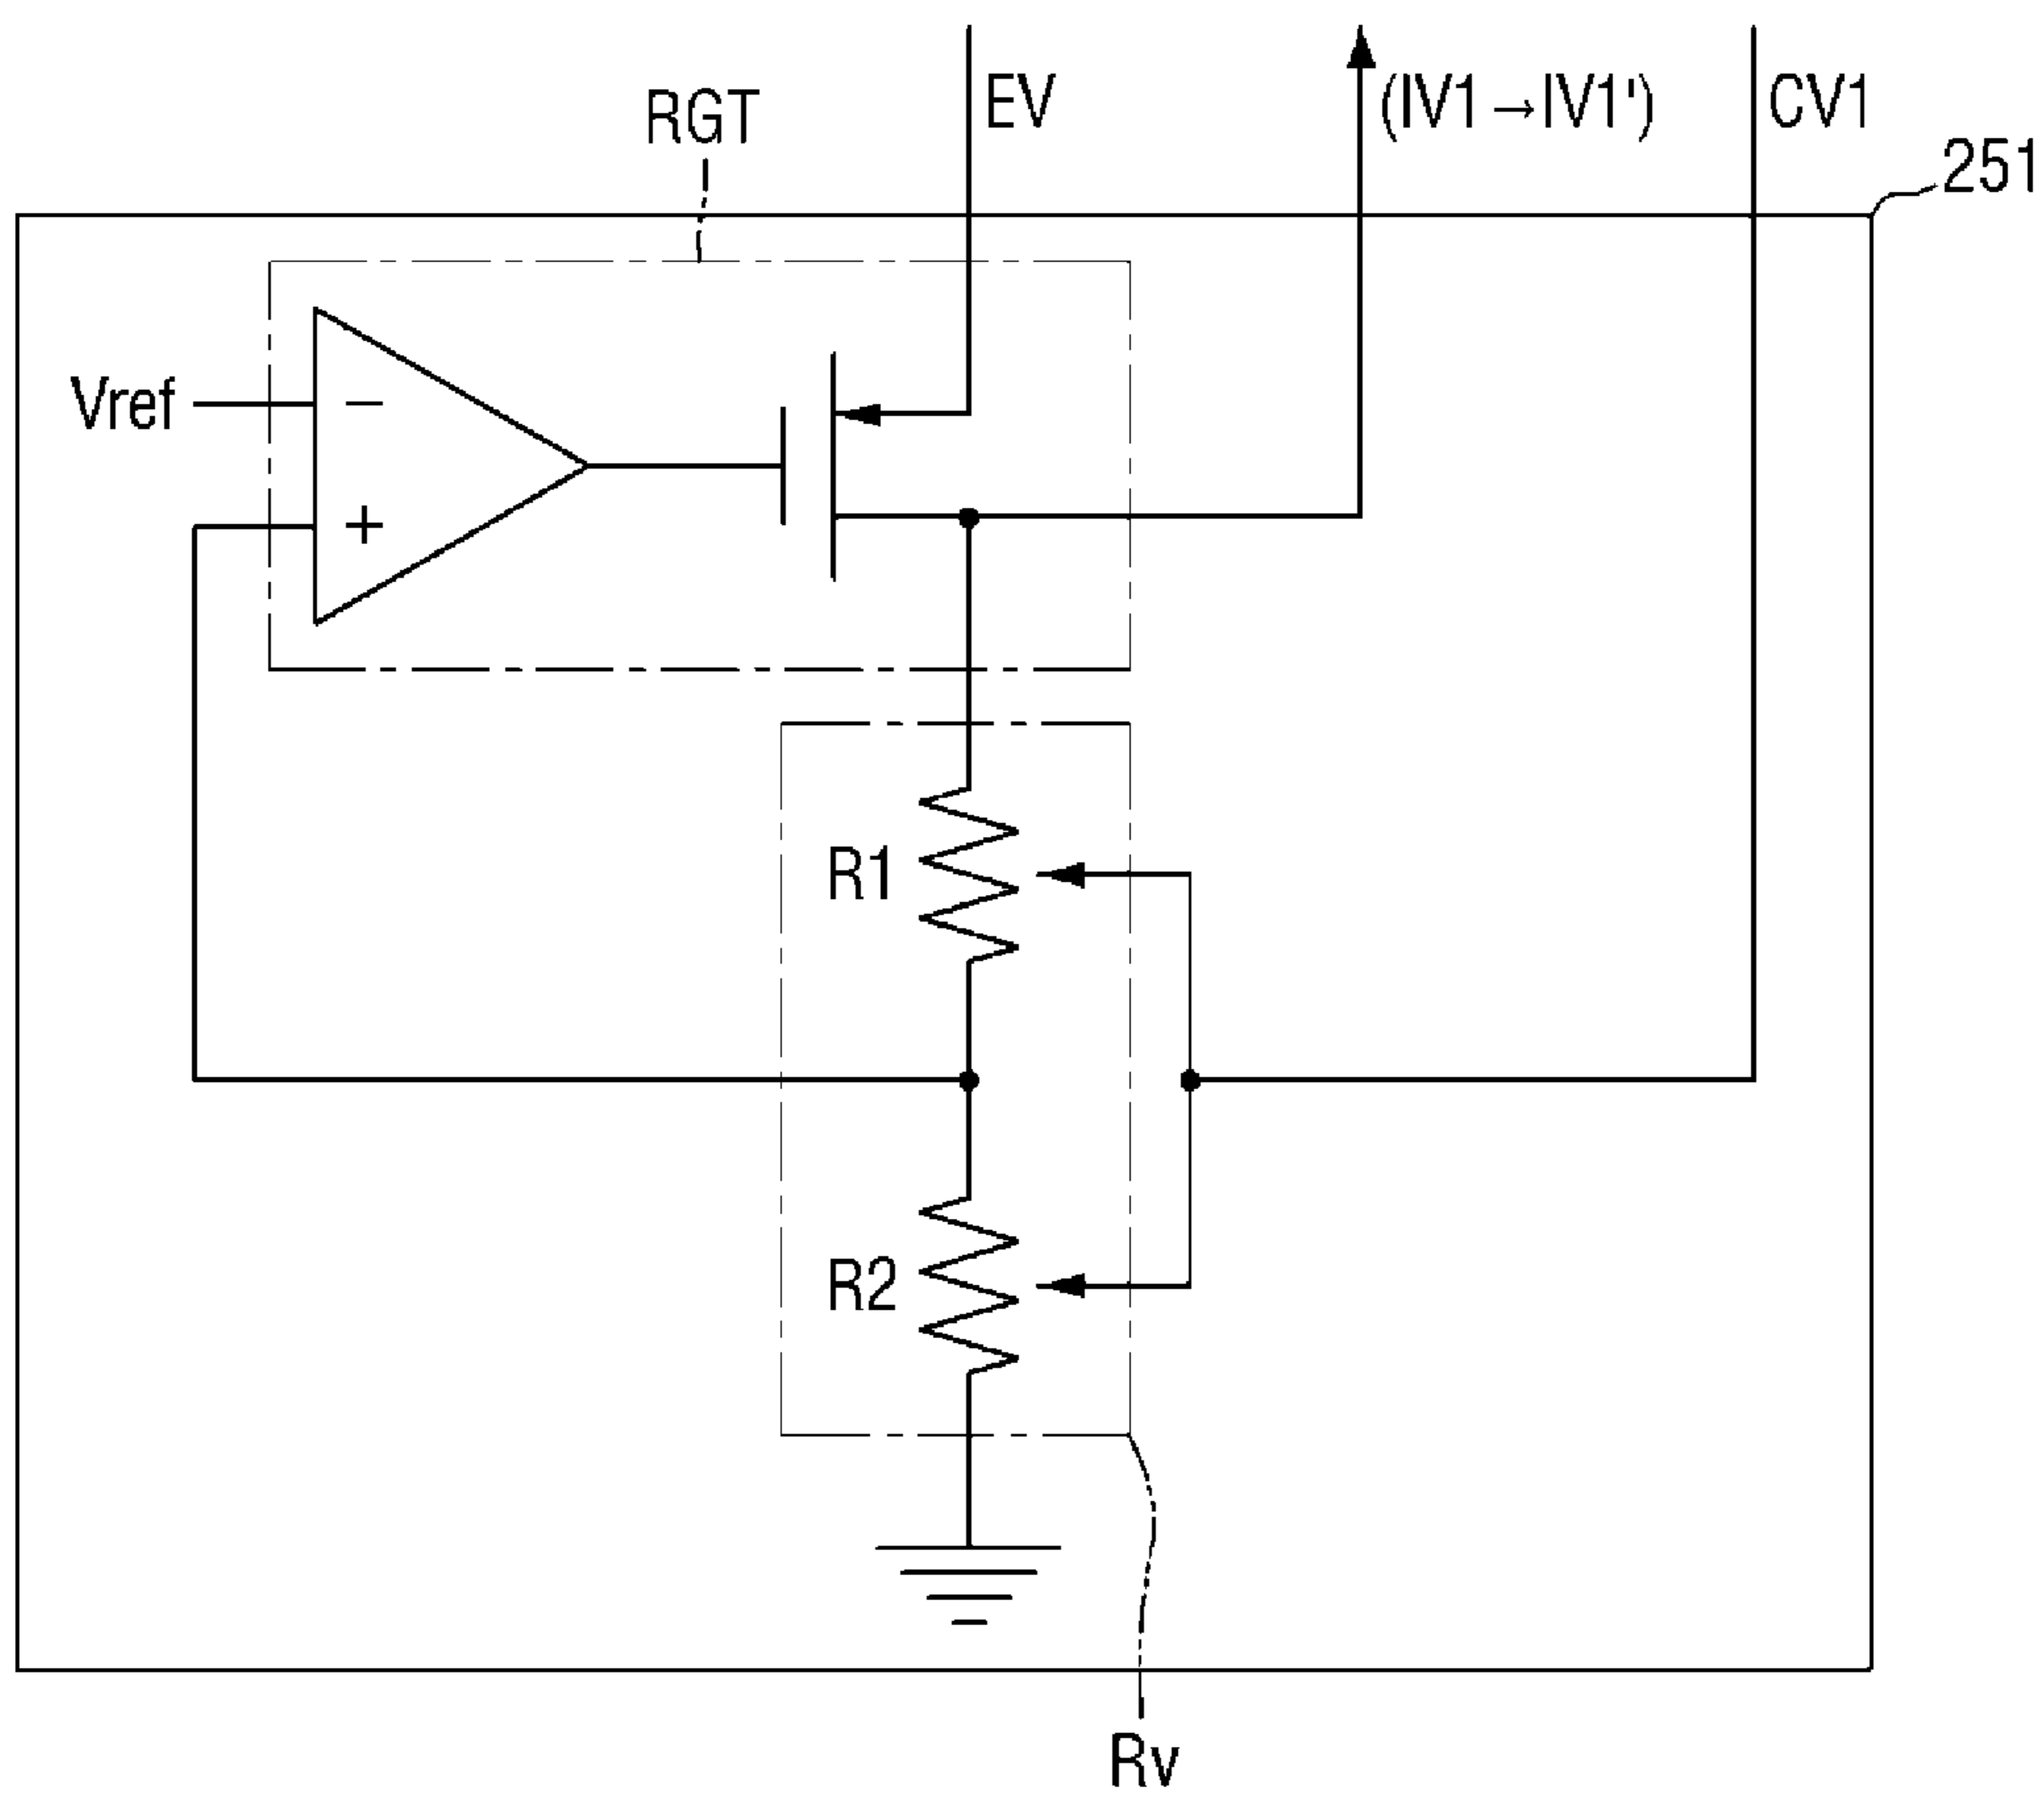 RGT
EV
(IV1→IV1')
CV1
251
Vref
−
+
R1
R2
Rv